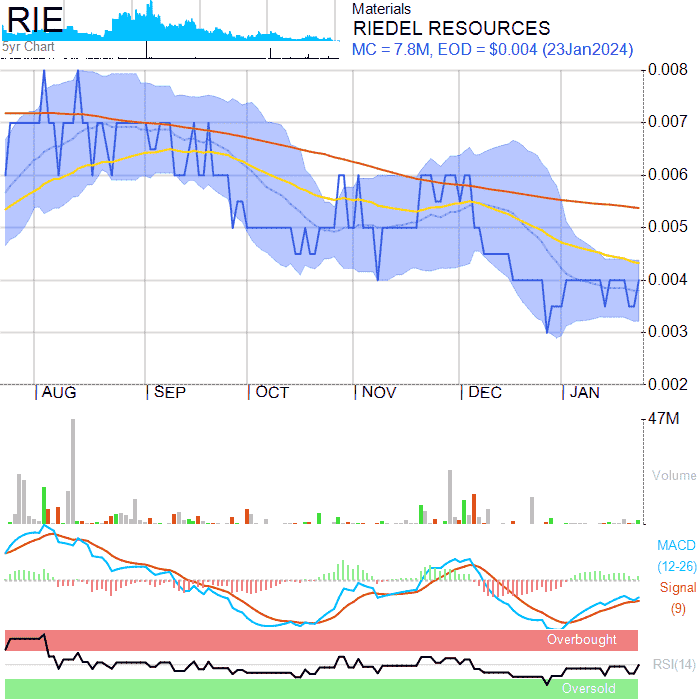 RIE
5yr Chart
Materials
RIEDEL RESOURCES
MC = 7.8M, EOD = $0.004 (23Jan2024)
0.008
0.007
0.006
0.005
0.004
0.003
0.002
AUG SEP OCT NOV DEC JAN
47M
Volume
MACD
(12-26)
Signal
(9)
Overbought
RSI(14)
Oversold